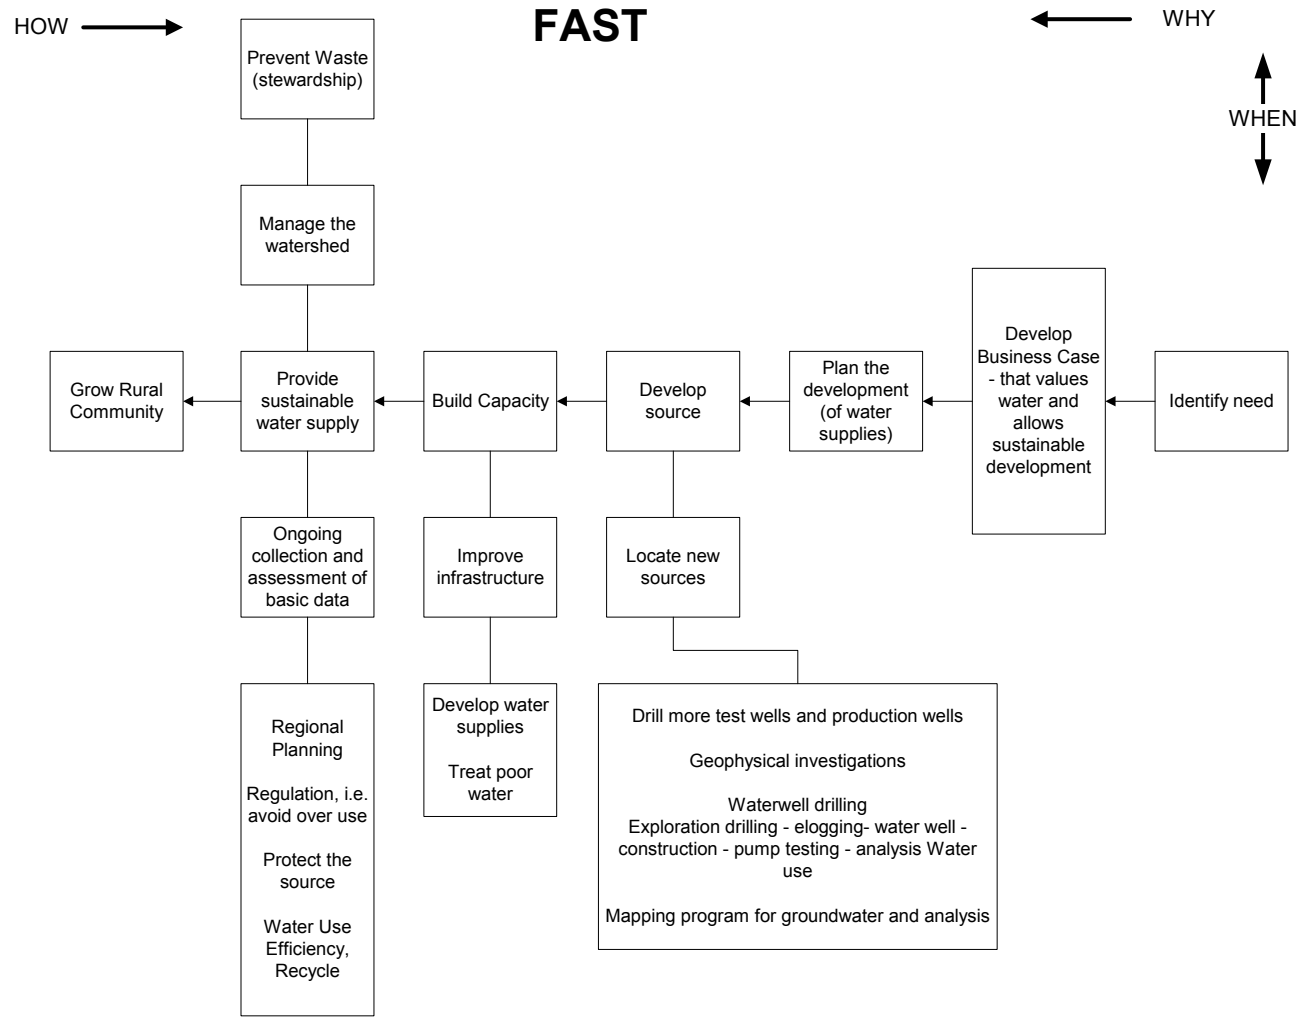 HOW
FAST
WHY
WHEN
Prevent Waste
(stewardship)
Manage the
watershed
Grow Rural
Community
Provide
sustainable
water supply
Build Capacity
Develop
source
Plan the
development
(of water
supplies)
Develop
Business Case
- that values
water and
allows
sustainable
development
Identify need
Ongoing
collection and
assessment of
basic data
Improve
infrastructure
Locate new
sources
Regional
Planning
Regulation, i.e.
avoid over use
Protect the
source
Water Use
Efficiency,
Recycle
Develop water
supplies
Treat poor
water
Drill more test wells and production wells
Geophysical investigations
Waterwell drilling
Exploration drilling - elogging- water well -
construction - pump testing - analysis Water
use
Mapping program for groundwater and analysis